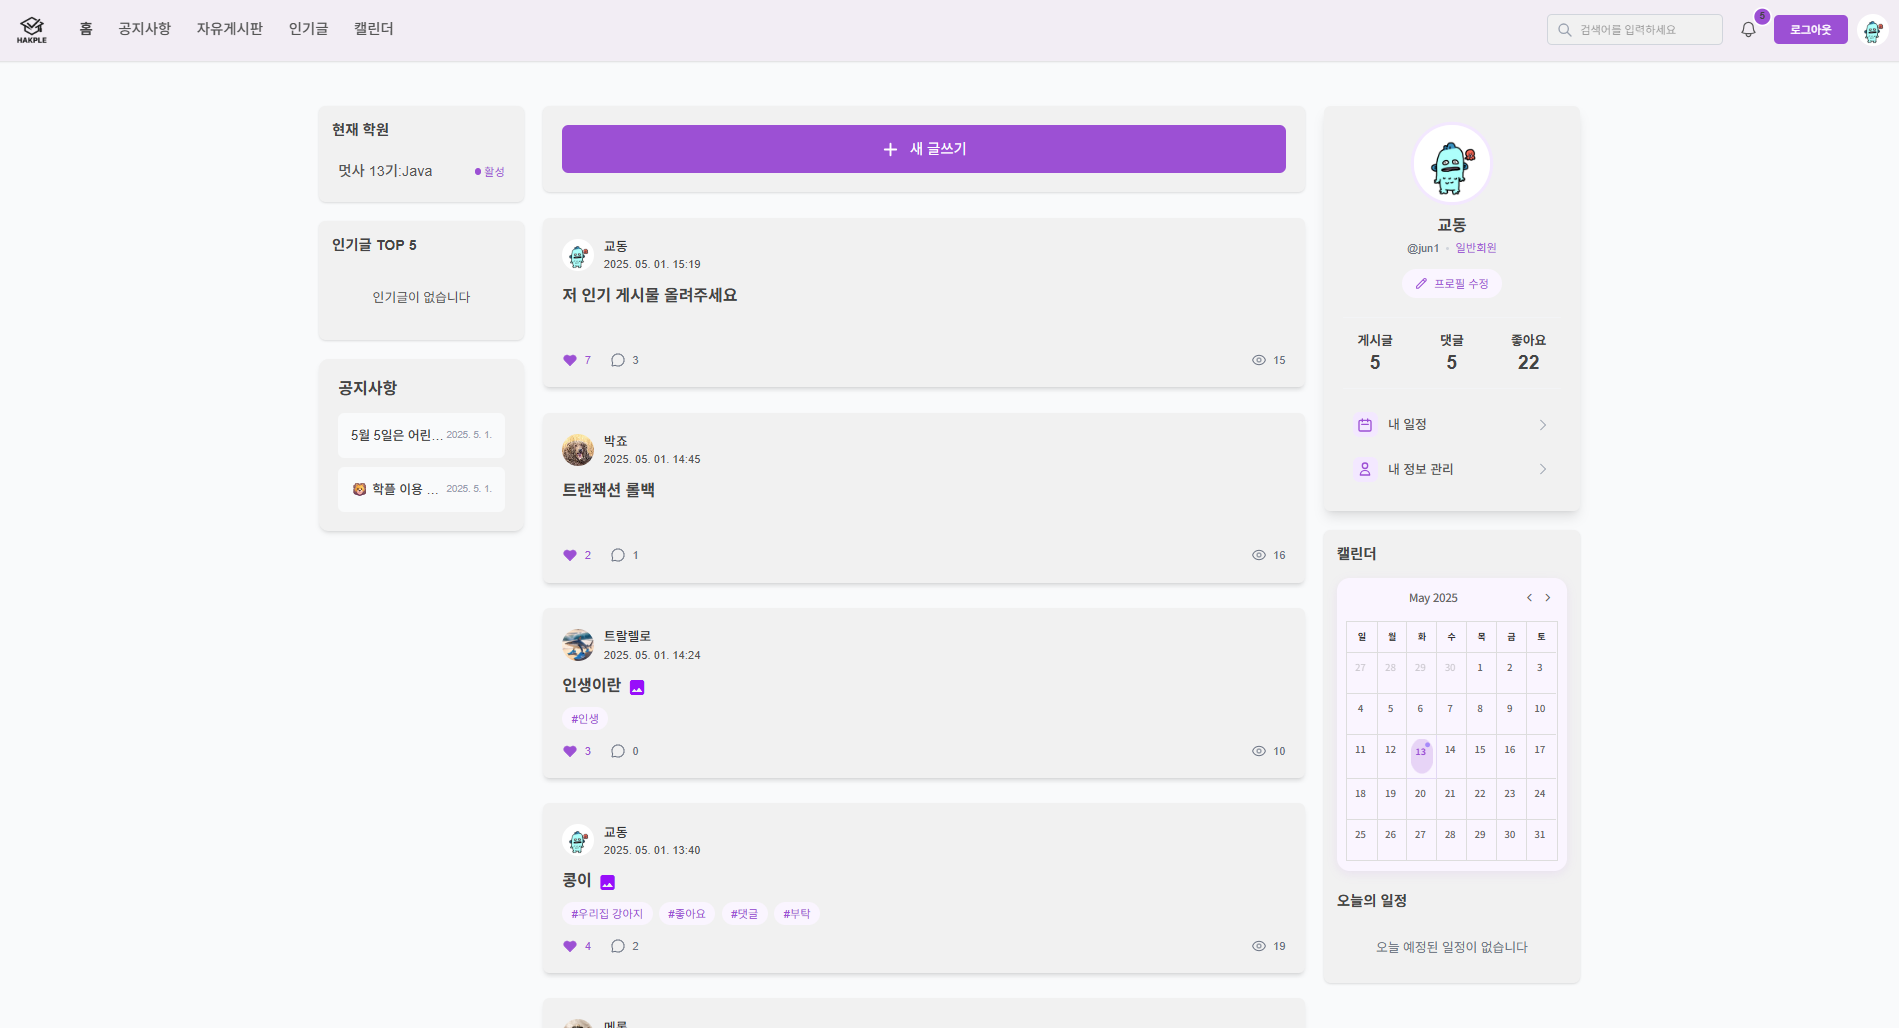 HAKPLE
홈 공지사항 자유게시판 인기글 캘린더
검색어를 입력하세요
5
로그아웃
현재 학원
멋사 13기:Java
활성
인기글 TOP 5
인기글이 없습니다
공지사항
5월 5일은 어린... 2025. 5. 1.
🦁 학플 이용 ... 2025. 5. 1.
새 글쓰기
교동
2025. 05. 01. 15:19
저 인기 게시물 올려주세요
7 3 15
박죠
2025. 05. 01. 14:45
트랜잭션 롤백
2 1 16
트랄렐로
2025. 05. 01. 14:24
인생이란
#인생
3 0 10
교동
2025. 05. 01. 13:40
콩이
#우리집 강아지 #좋아요 #댓글 #부탁
4 2 19
교동
@jun1 • 일반회원
프로필 수정
게시글 댓글 좋아요
5 5 22
내 일정
내 정보 관리
캘린더
May 2025
일 월 화 수 목 금 토
27 28 29 30 1 2 3
4 5 6 7 8 9 10
11 12 13 14 15 16 17
18 19 20 21 22 23 24
25 26 27 28 29 30 31
오늘의 일정
오늘 예정된 일정이 없습니다